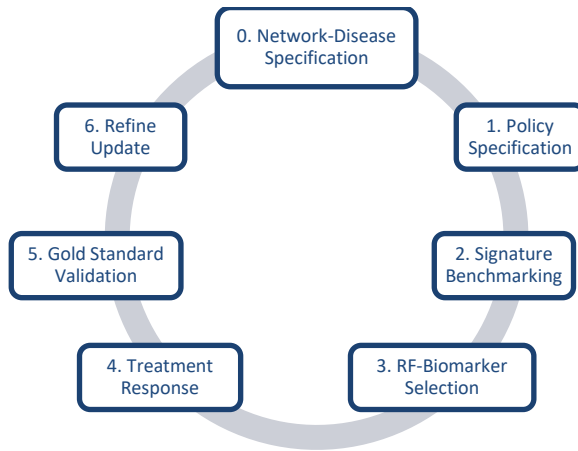 0. Network-Disease
Specification
1. Policy
Specification
2. Signature
Benchmarking
3. RF-Biomarker
Selection
4. Treatment
Response
5. Gold Standard
Validation
6. Refine
Update